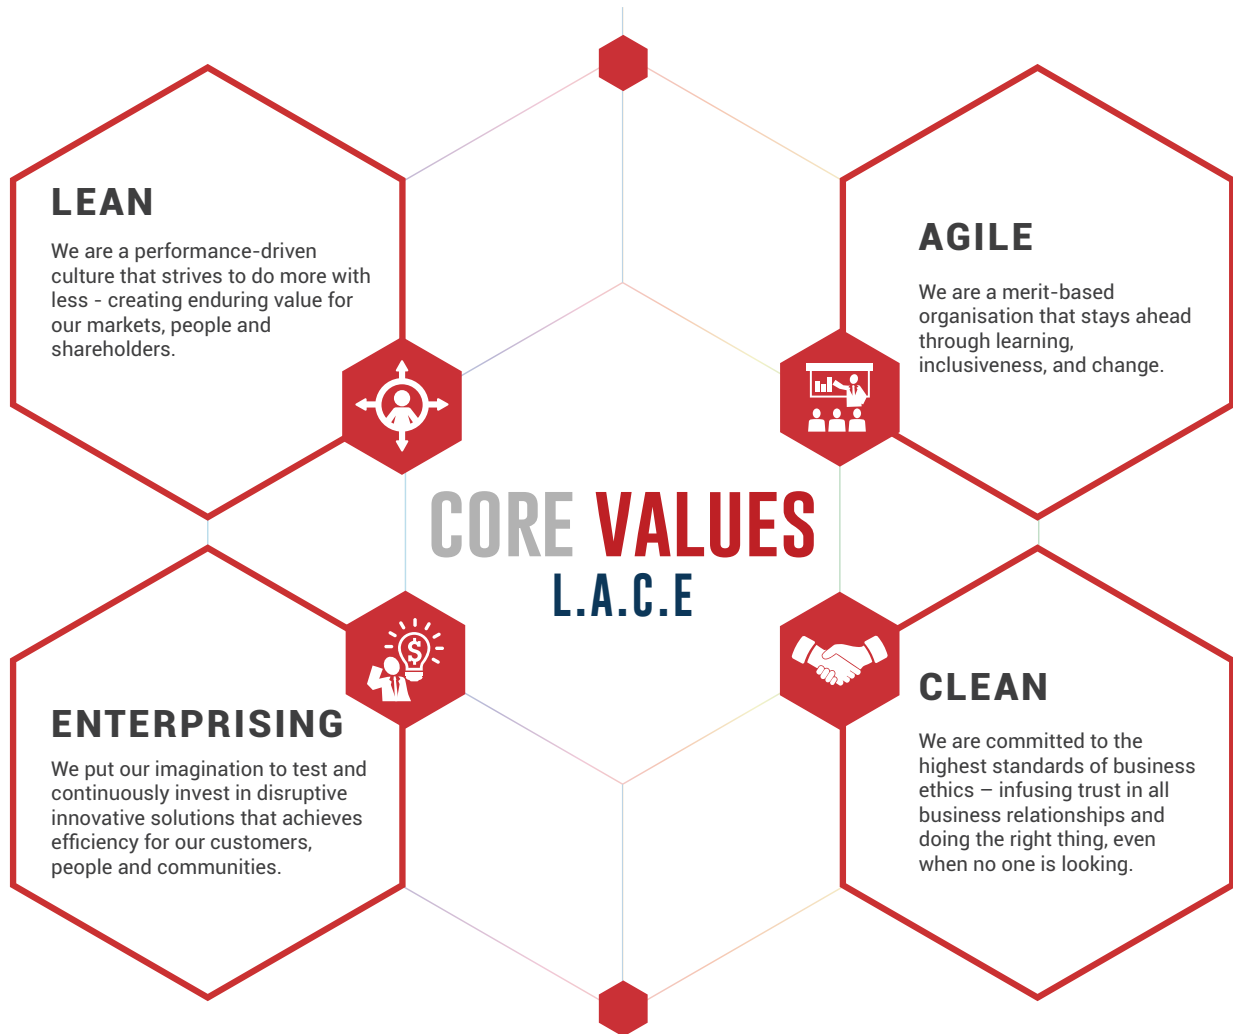 LEAN
We are a performance-driven
culture that strives to do more with
less - creating enduring value for
our markets, people and
shareholders.
AGILE
We are a merit-based
organisation that stays ahead
through learning,
inclusiveness, and change.
CORE VALUES
L.A.C.E
ENTERPRISING
We put our imagination to test and
continuously invest in disruptive
innovative solutions that achieves
efficiency for our customers,
people and communities.
CLEAN
We are committed to the
highest standards of business
ethics – infusing trust in all
business relationships and
doing the right thing, even
when no one is looking.
$